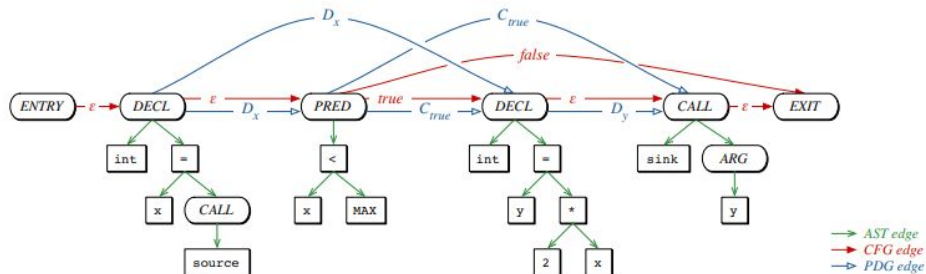 D_x
C_true
false
ENTRY ε DECL ε PRED true DECL ε CALL ε EXIT
D_x C_true D_y
int = < int = sink ARG
x CALL x MAX y * y
source 2 x
AST edge
CFG edge
PDG edge